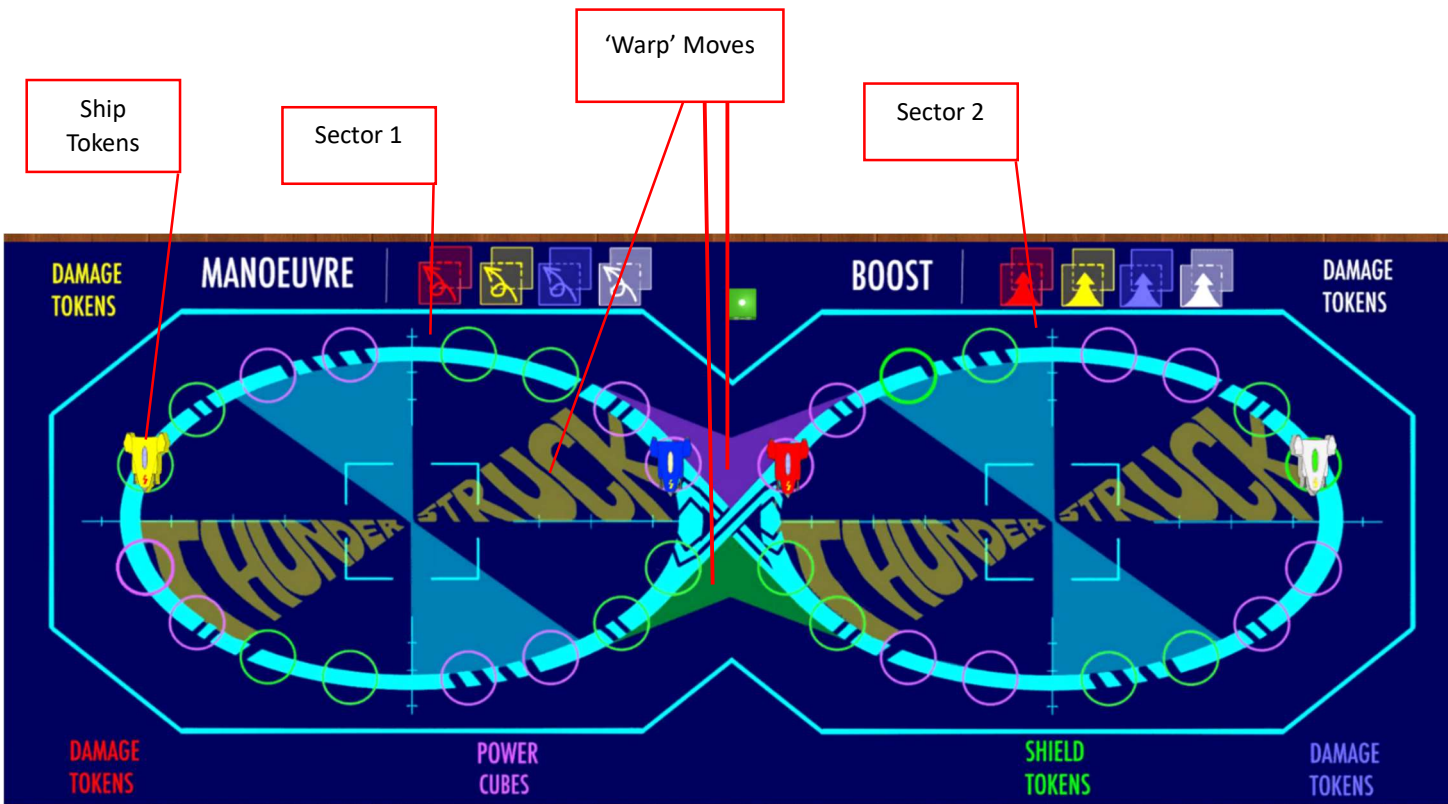 ‘Warp’ Moves
Ship
Tokens
Sector 1
Sector 2
DAMAGE
TOKENS
MANOEUVRE
BOOST
DAMAGE
TOKENS
STRUCK
THUNDER
STRUCK
THUNDER
DAMAGE
TOKENS
POWER
CUBES
SHIELD
TOKENS
DAMAGE
TOKENS